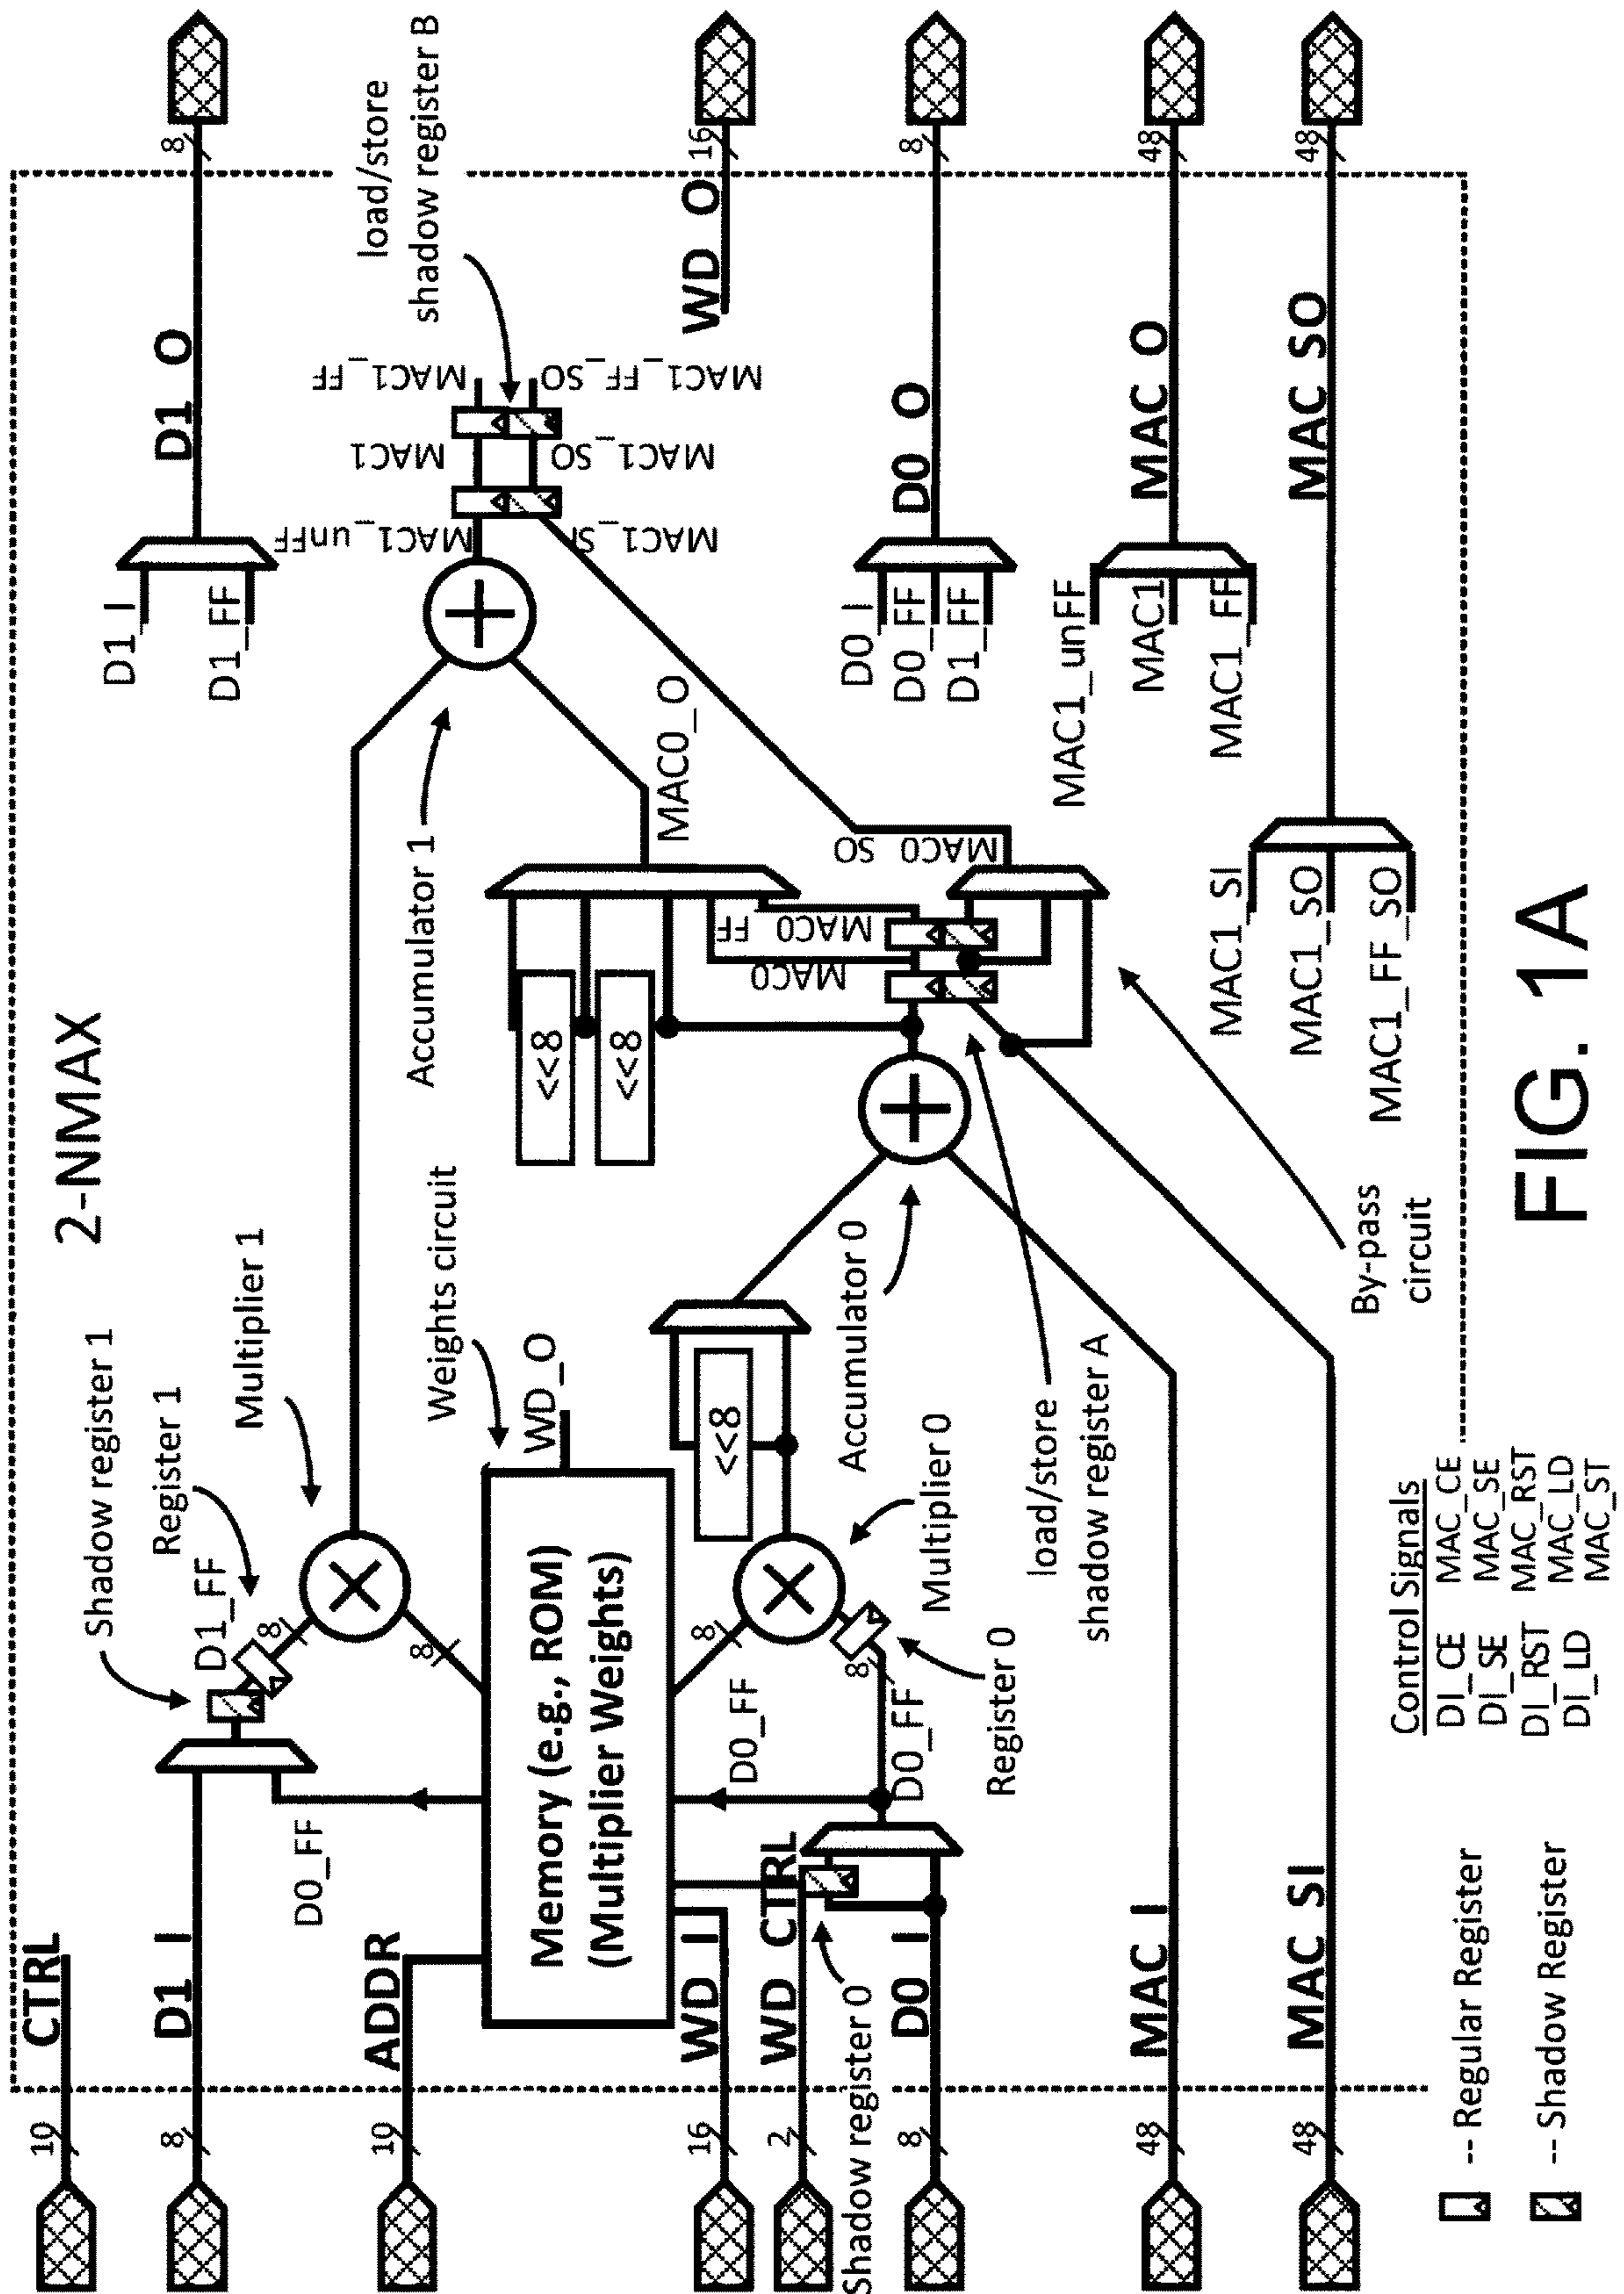 2-NMAX
CTRL
10
D1_I
8
D0_FF
Shadow register 1
Register 1
D1_FF
8
8
Multiplier 1
D1_I
D1_FF
D1_O
8
ADDR
10
Memory (e.g., ROM)
(Multiplier Weights)
Weights circuit
WD_O
Accumulator 1
<<8
<<8
MAC0_O
MAC1_unFF
MAC1
MAC1_FF
MAC1_SI
MAC1_SO
MAC1_FF_SO
load/store
shadow register B
WD_O
16
WD_I
16
WD_CTRL
2
Shadow register 0
D0_I
8
D0_FF
D0_FF
8
8
Register 0
Multiplier 0
<<8
Accumulator 0
MAC0
MAC0_FF
MAC0_SO
load/store
shadow register A
By-pass
circuit
D0_I
D0_FF
D1_FF
D0_O
8
MAC_I
48
MAC1_unFF
MAC1
MAC1_FF
MAC_O
48
MAC_SI
48
MAC1_SI
MAC1_SO
MAC1_FF_SO
MAC_SO
48
-- Regular Register
-- Shadow Register
Control Signals
DI_CE MAC_CE
DI_SE MAC_SE
DI_RST MAC_RST
DI_LD MAC_LD
MAC_ST
FIG. 1A